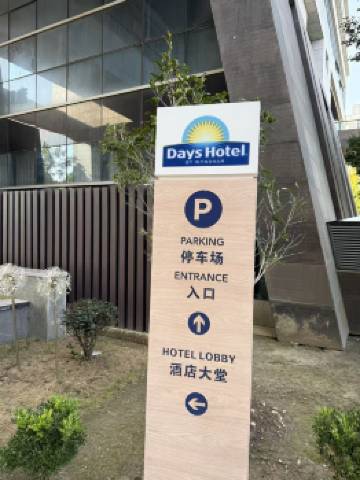 Days Hotel
BY WYNDHAM
P
PARKING
停车场
ENTRANCE
入口
HOTEL LOBBY
酒店大堂